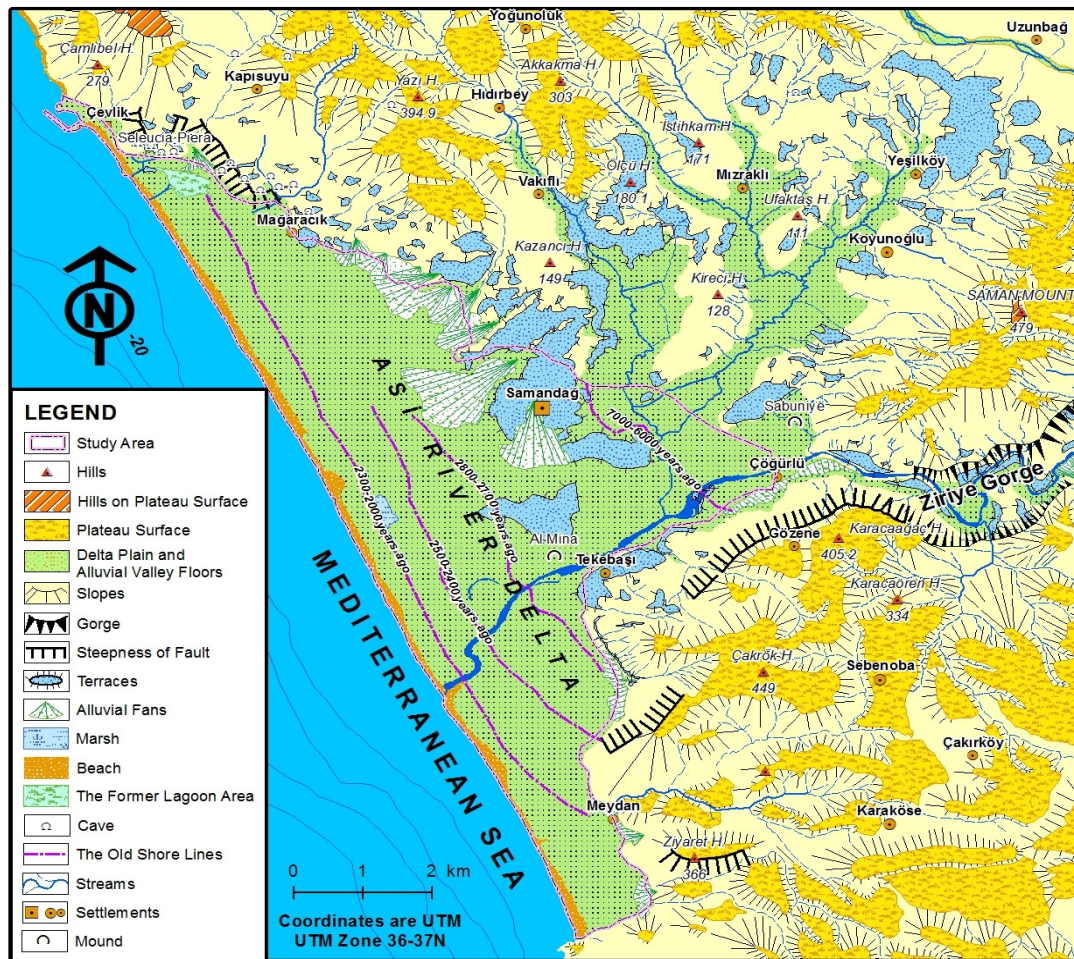 Yoğunoluk
Uzunbağ
Çamlıbel H.
279
Kapısuyu
Yazı H.
394.9
Akkakma H.
303
Hıdırbey
Çevlik
Seleucia Pieria
İstihkam H.
171
Ölçü H.
180.1
Vakıflı
Mızraklı
Yeşilköy
Ufaktaş H.
111
Mağaracık
Kazancı H.
149
Koyunoğlu
Kireci H.
128
SAMAN MOUNT
479
N
-20
Samandağ
Sabuniye
7000-6000 years ago
Çöğürlü
Ziriye Gorge
ASİ RIVER DELTA
2300-2000 years ago
2800-2700 years ago
2500-2400 years ago
Al-Mina
Tekebaşı
Gözene
Karacaağaç H.
405.2
Karacaören H.
334
Çakrök H.
449
Sebenoba
Çakırköy
MEDITERRANEAN SEA
Meydan
Karaköse
Ziyaret H.
366
LEGEND
Study Area
Hills
Hills on Plateau Surface
Plateau Surface
Delta Plain and
Alluvial Valley Floors
Slopes
Gorge
Steepness of Fault
Terraces
Alluvial Fans
Marsh
Beach
The Former Lagoon Area
Cave
The Old Shore Lines
Streams
Settlements
Mound
0 1 2 km
Coordinates are UTM
UTM Zone 36-37N